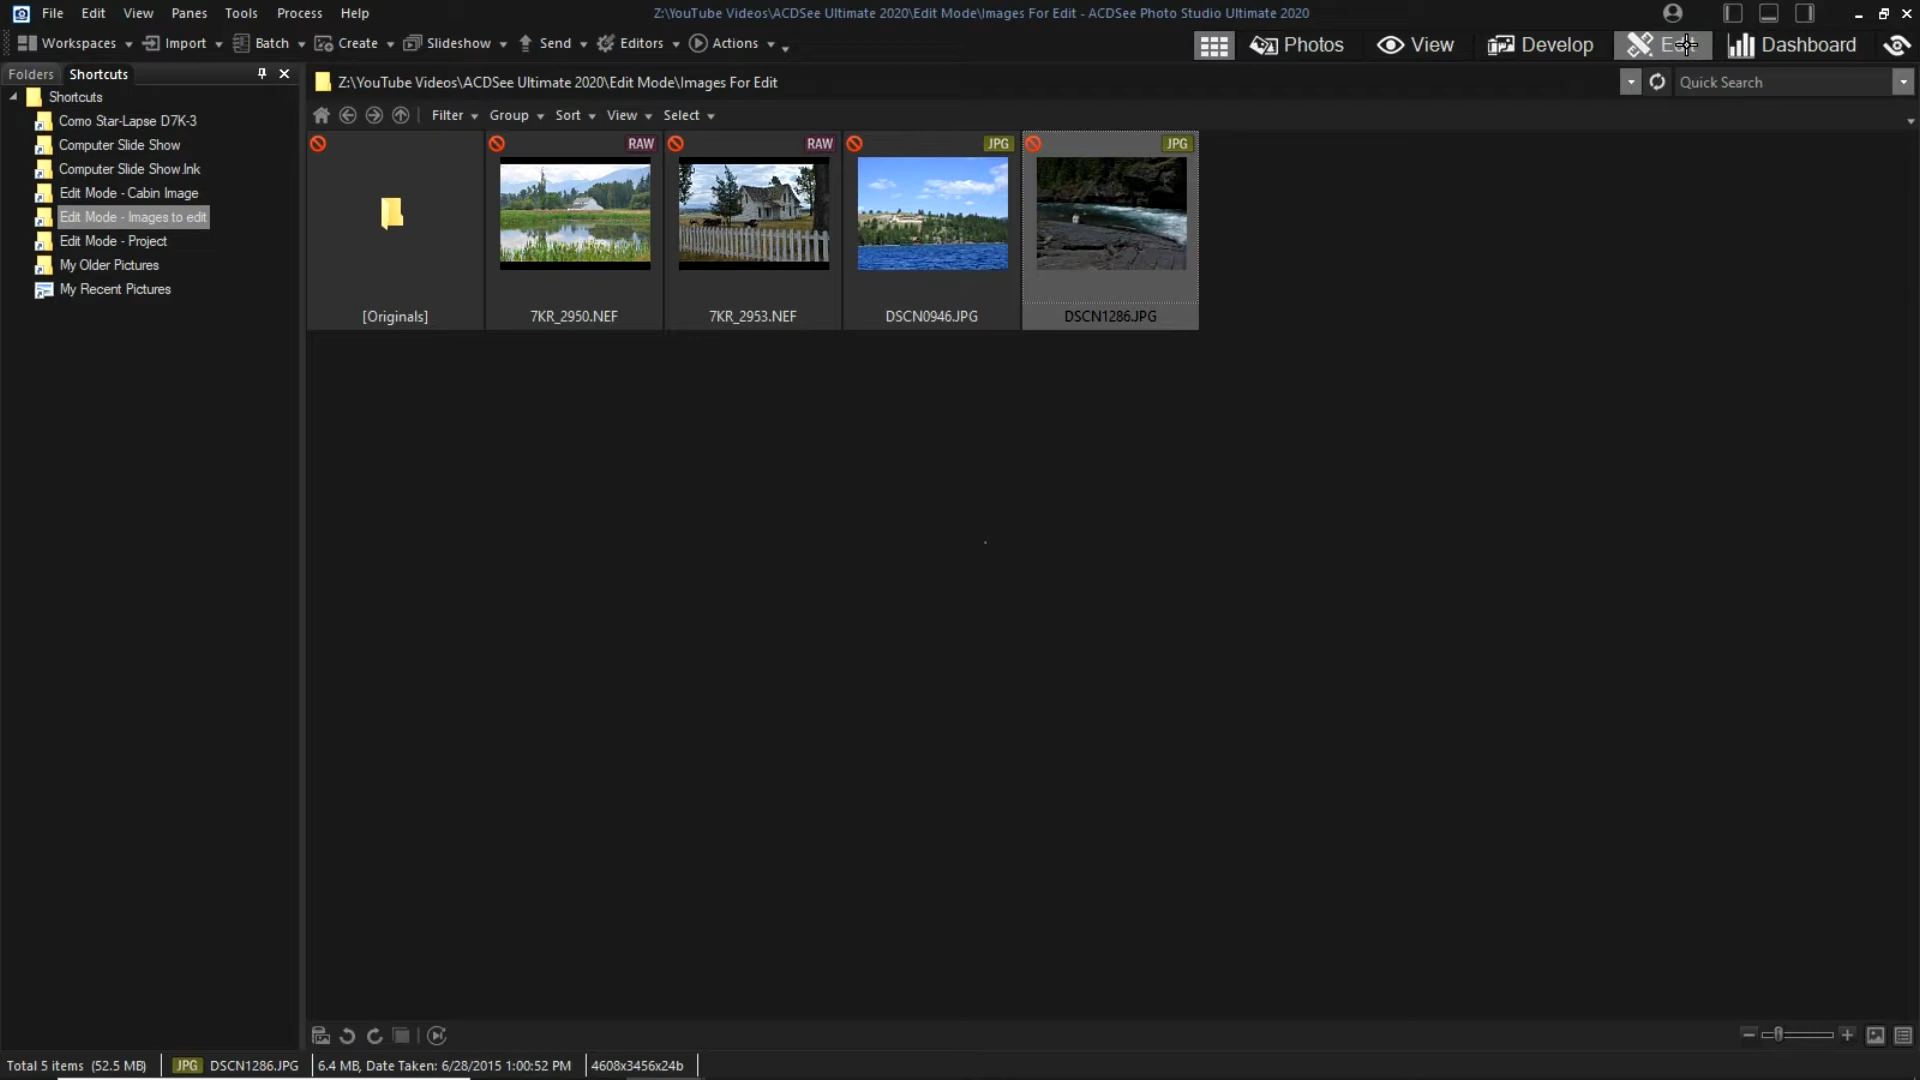 File Edit View Panes Tools Process Help
Z:\YouTube Videos\ACDSee Ultimate 2020\Edit Mode\Images For Edit - ACDSee Photo Studio Ultimate 2020
Workspaces Import Batch Create Slideshow Send Editors Actions
Photos View Develop Edit Dashboard
Folders Shortcuts
Z:\YouTube Videos\ACDSee Ultimate 2020\Edit Mode\Images For Edit
Quick Search
Shortcuts
Como Star-Lapse D7K-3
Computer Slide Show
Computer Slide Show.lnk
Edit Mode - Cabin Image
Edit Mode - Images to edit
Edit Mode - Project
My Older Pictures
My Recent Pictures
Filter Group Sort View Select
RAW RAW JPG JPG
[Originals] 7KR_2950.NEF 7KR_2953.NEF DSCN0946.JPG DSCN1286.JPG
Total 5 items (52.5 MB) JPG DSCN1286.JPG 6.4 MB, Date Taken: 6/28/2015 1:00:52 PM 4608x3456x24b